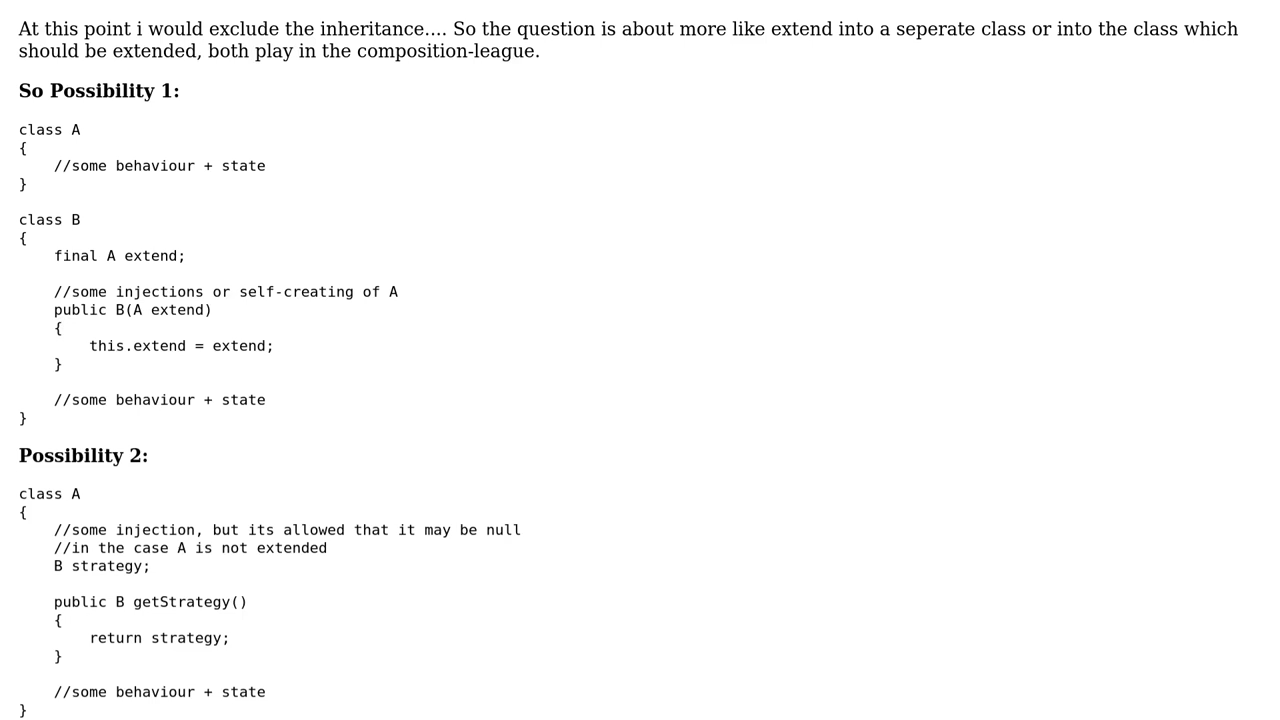 At this point i would exclude the inheritance.... So the question is about more like extend into a seperate class or into the class which
should be extended, both play in the composition-league.
So Possibility 1:
class A
{
    //some behaviour + state
}
class B
{
    final A extend;
    //some injections or self-creating of A
    public B(A extend)
    {
        this.extend = extend;
    }
    //some behaviour + state
}
Possibility 2:
class A
{
    //some injection, but its allowed that it may be null
    //in the case A is not extended
    B strategy;
    public B getStrategy()
    {
        return strategy;
    }
    //some behaviour + state
}